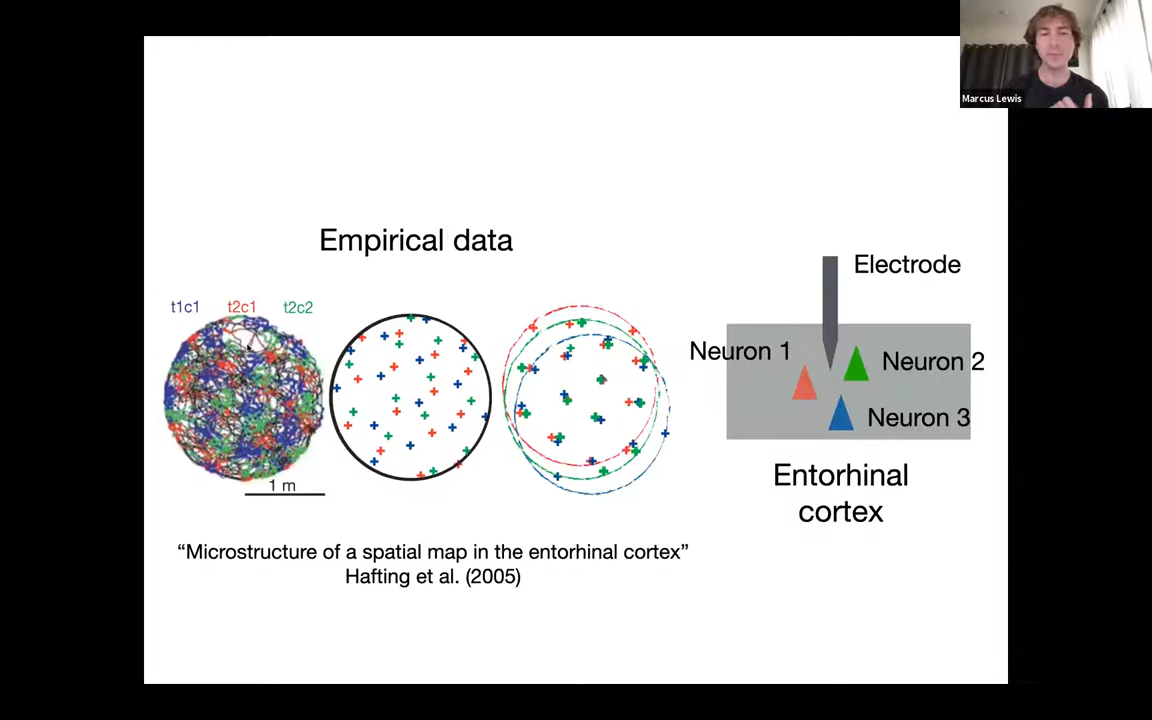 Marcus Lewis
Empirical data
t1c1 t2c1 t2c2
1 m
“Microstructure of a spatial map in the entorhinal cortex”
Hafting et al. (2005)
Electrode
Neuron 1
Neuron 2
Neuron 3
Entorhinal
cortex